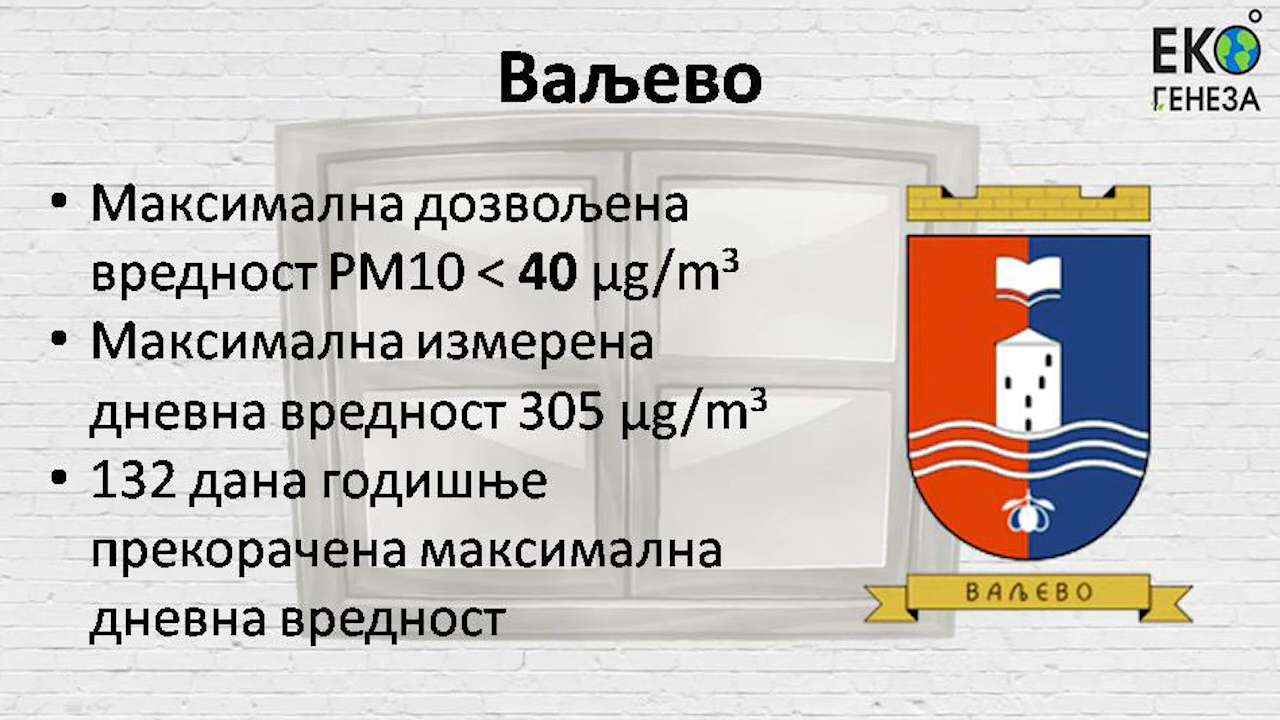 Ваљево
ЕКО
ГЕНЕЗА
• Максимална дозвољена
вредност PM10 < 40 µg/m³
• Максимална измерена
дневна вредност 305 µg/m³
• 132 дана годишње
прекорачена максимална
дневна вредност
ВАЉЕВО